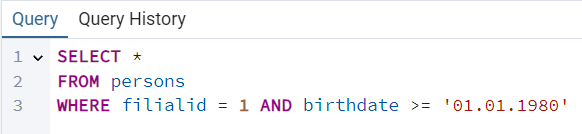 Query Query History
1 SELECT *
2 FROM persons
3 WHERE filialid = 1 AND birthdate >= '01.01.1980'